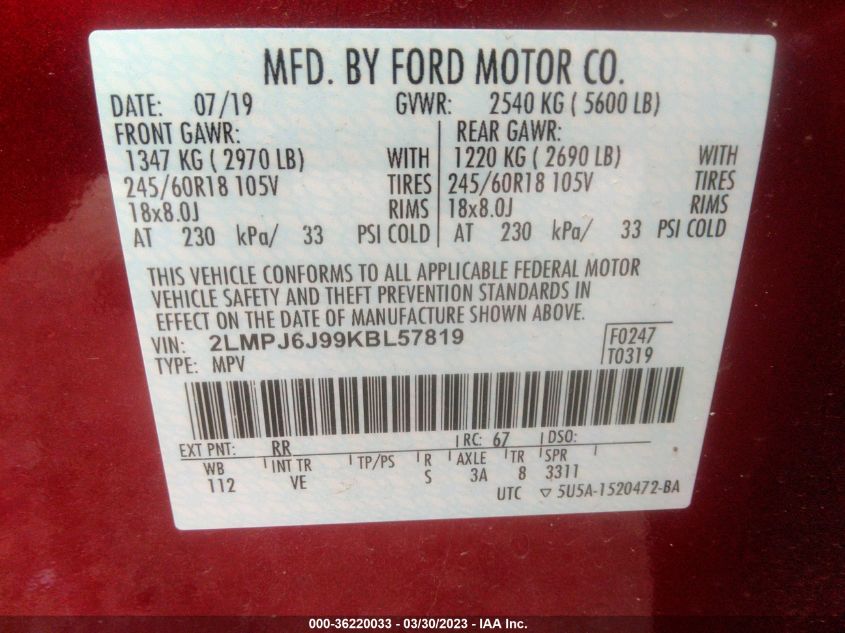 MFD. BY FORD MOTOR CO.
DATE: 07/19 GVWR: 2540 KG ( 5600 LB)
FRONT GAWR: REAR GAWR:
1347 KG ( 2970 LB) WITH 1220 KG ( 2690 LB) WITH
245/60R18 105V TIRES 245/60R18 105V TIRES
18x8.0J RIMS 18x8.0J RIMS
AT 230 kPa/ 33 PSI COLD AT 230 kPa/ 33 PSI COLD
THIS VEHICLE CONFORMS TO ALL APPLICABLE FEDERAL MOTOR
VEHICLE SAFETY AND THEFT PREVENTION STANDARDS IN
EFFECT ON THE DATE OF MANUFACTURE SHOWN ABOVE.
VIN: 2LMPJ6J99KBL57819 F0247
TYPE: MPV T0319
EXT PNT: RR RC: 67 DSO:
WB INT TR TP/PS R AXLE TR SPR
112 VE S 3A 8 3311
UTC ▽ 5U5A-1520472-BA
000-36220033 — 03/30/2023 — IAA Inc.